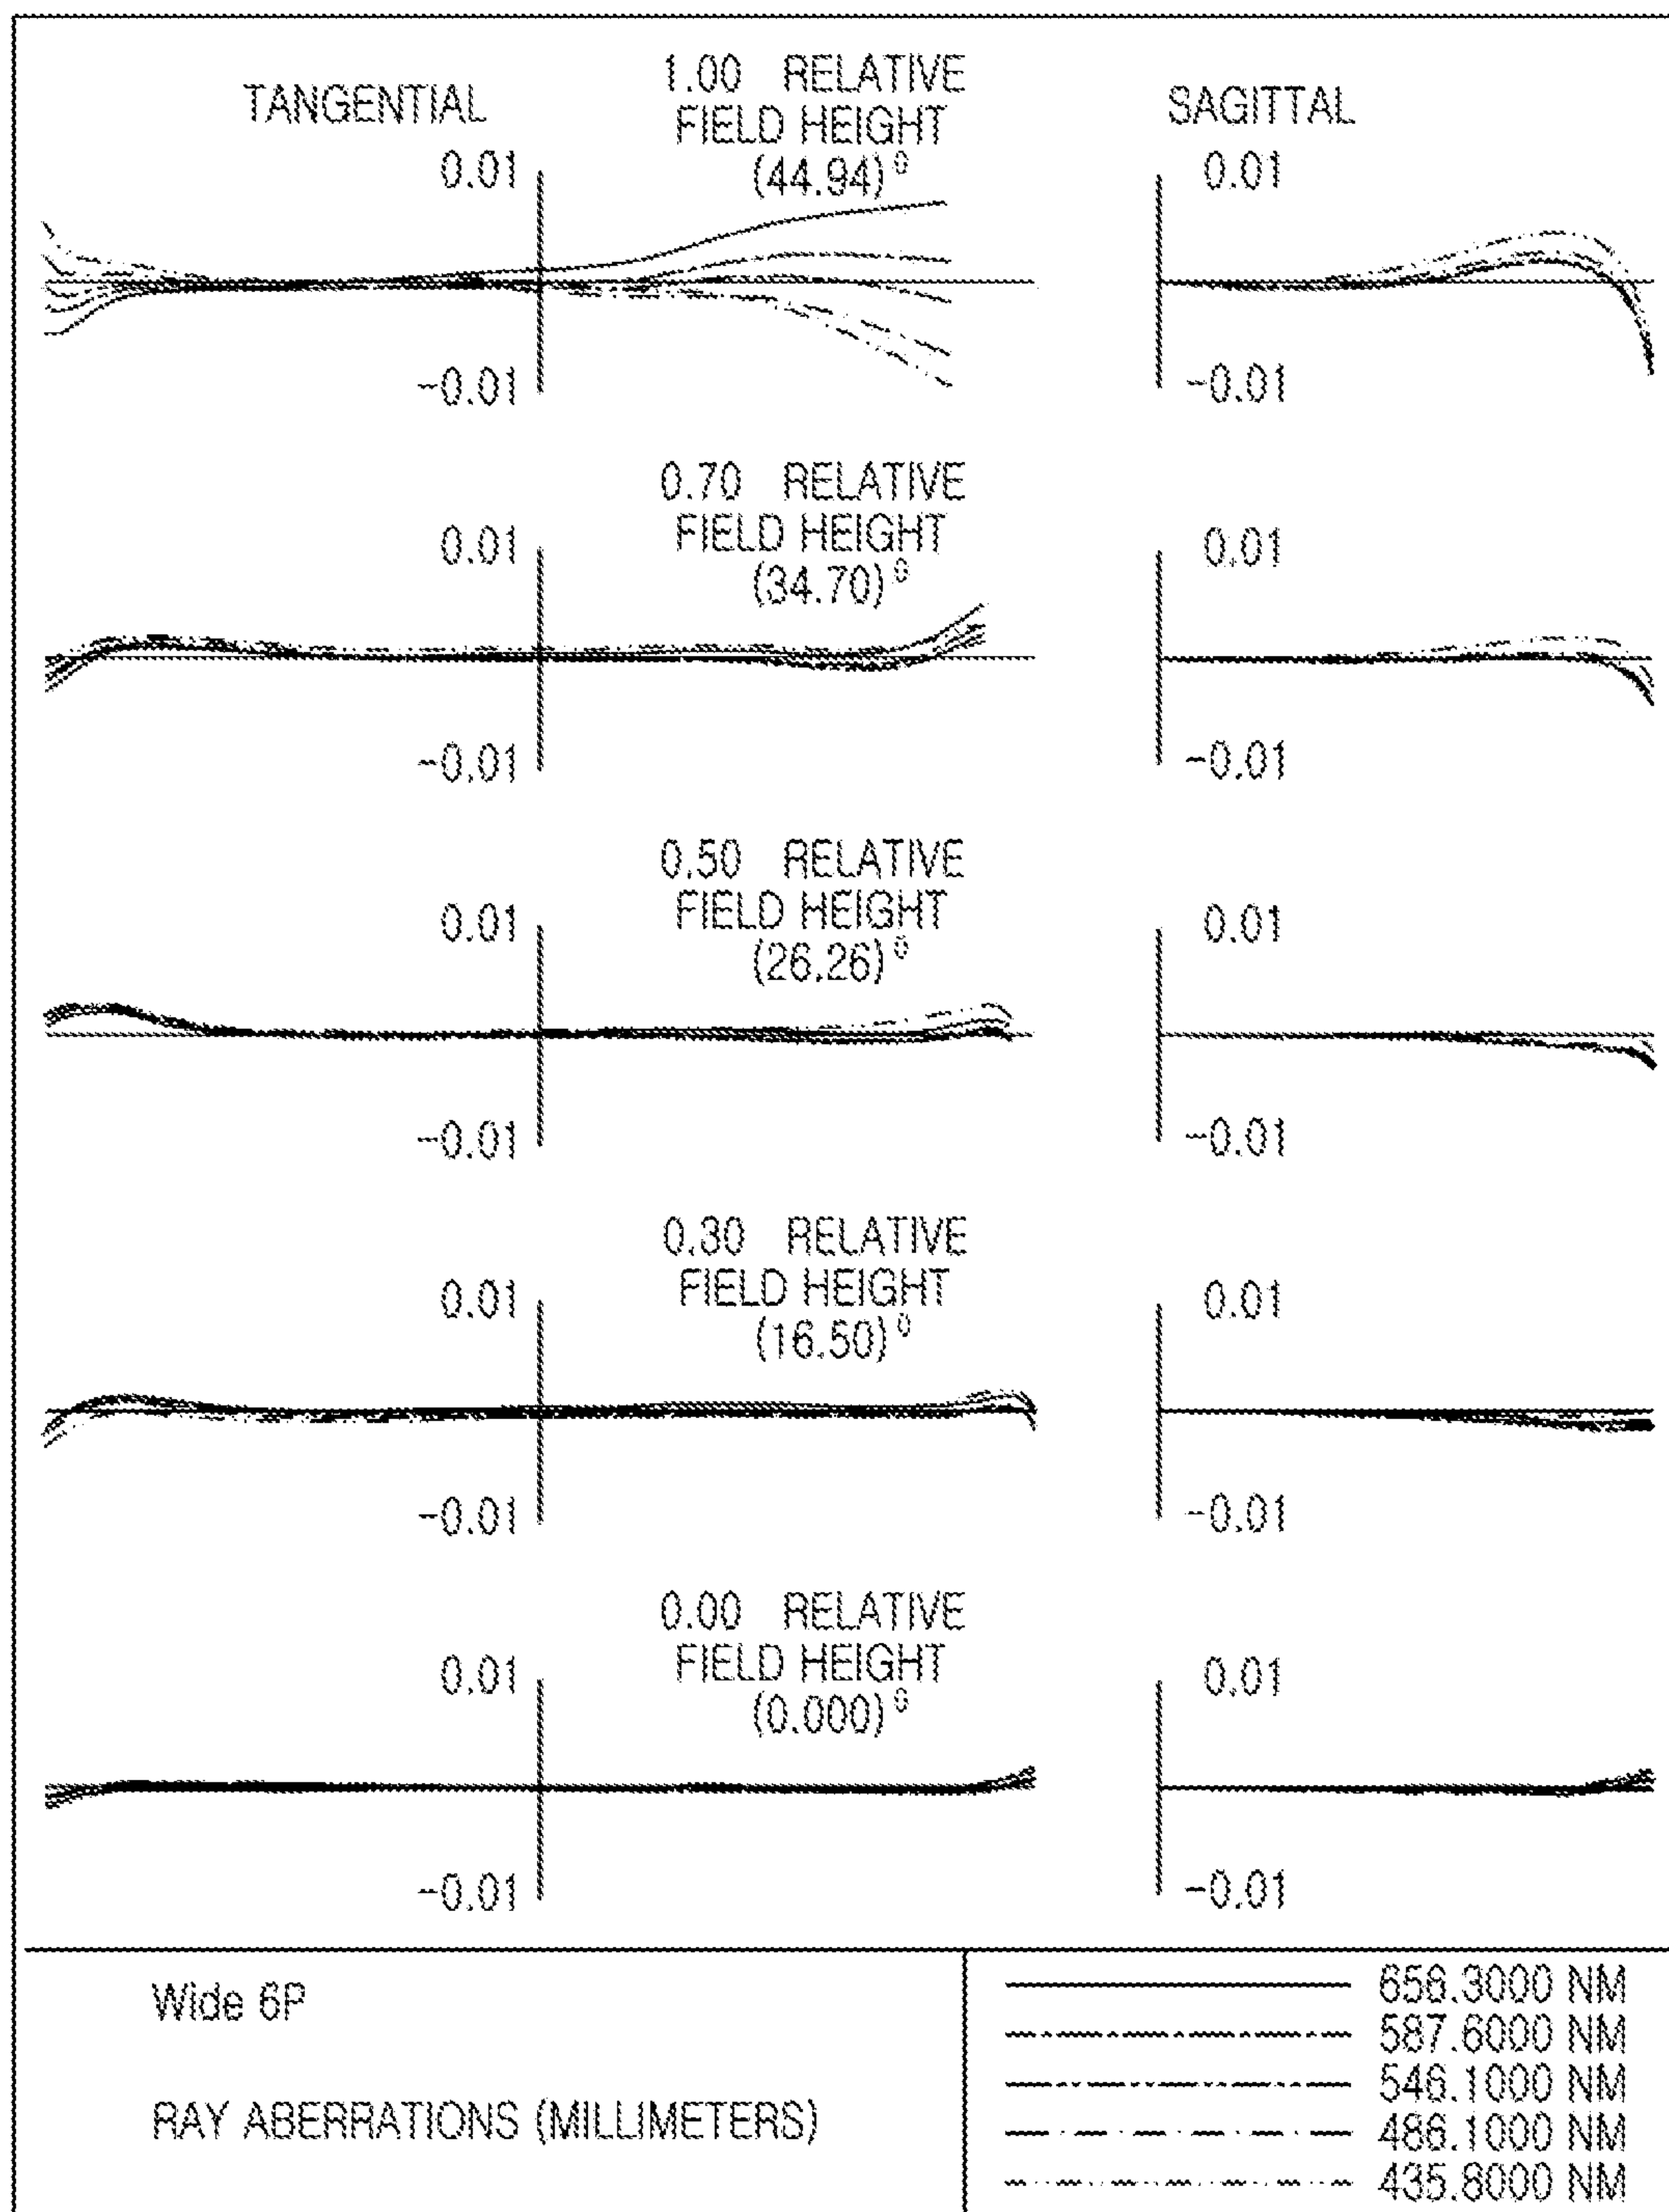 1.00 RELATIVE
TANGENTIAL FIELD HEIGHT SAGITTAL
0.01 (44.94)⁰ 0.01
-0.01 -0.01
0.70 RELATIVE
FIELD HEIGHT
0.01 (34.70)⁰ 0.01
-0.01 -0.01
0.50 RELATIVE
FIELD HEIGHT
0.01 (26.26)⁰ 0.01
-0.01 -0.01
0.30 RELATIVE
FIELD HEIGHT
0.01 (16.50)⁰ 0.01
-0.01 -0.01
0.00 RELATIVE
FIELD HEIGHT
0.01 (0.000)⁰ 0.01
-0.01 -0.01
Wide 6P
RAY ABERRATIONS (MILLIMETERS)
656.3000 NM
587.6000 NM
546.1000 NM
486.1000 NM
435.8000 NM